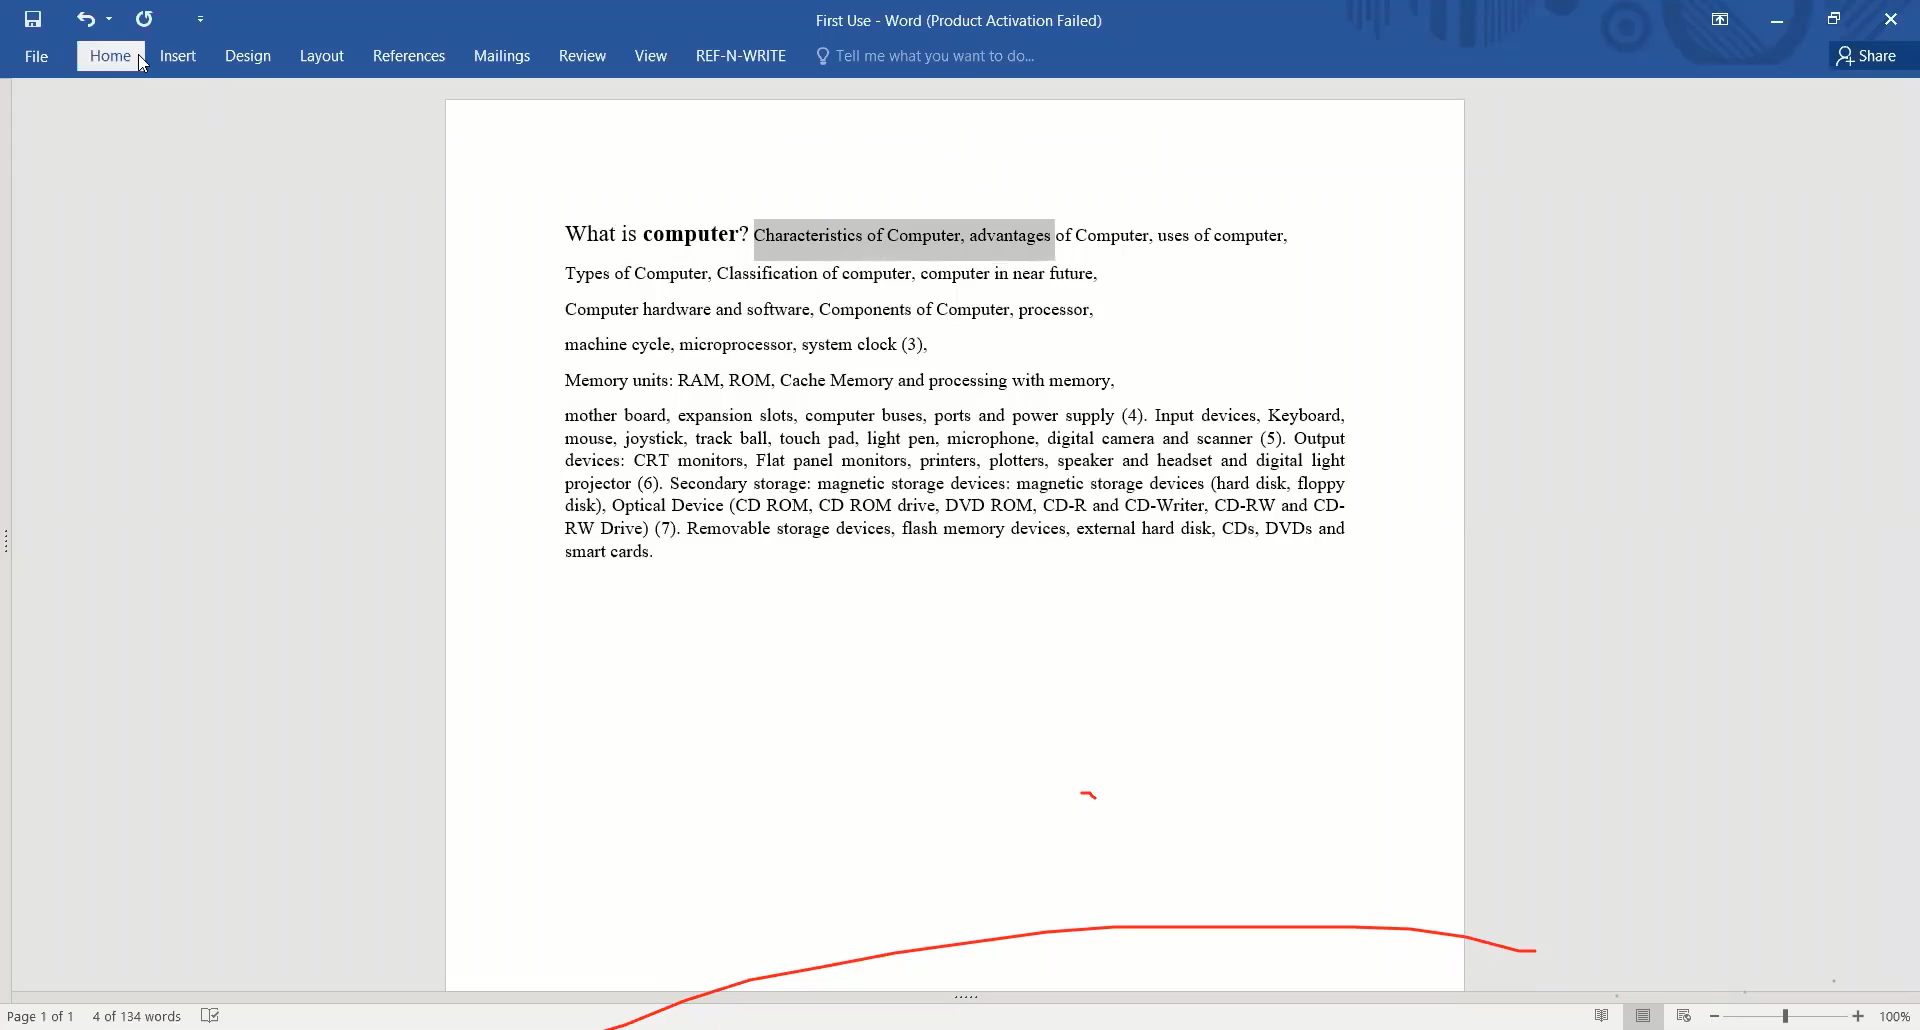 First Use - Word (Product Activation Failed)
File Home Insert Design Layout References Mailings Review View REF-N-WRITE Tell me what you want to do... Share
What is computer? Characteristics of Computer, advantages of Computer, uses of computer,
Types of Computer, Classification of computer, computer in near future,
Computer hardware and software, Components of Computer, processor,
machine cycle, microprocessor, system clock (3),
Memory units: RAM, ROM, Cache Memory and processing with memory,
mother board, expansion slots, computer buses, ports and power supply (4). Input devices, Keyboard,
mouse, joystick, track ball, touch pad, light pen, microphone, digital camera and scanner (5). Output
devices: CRT monitors, Flat panel monitors, printers, plotters, speaker and headset and digital light
projector (6). Secondary storage: magnetic storage devices: magnetic storage devices (hard disk, floppy
disk), Optical Device (CD ROM, CD ROM drive, DVD ROM, CD-R and CD-Writer, CD-RW and CD-
RW Drive) (7). Removable storage devices, flash memory devices, external hard disk, CDs, DVDs and
smart cards.
Page 1 of 1 4 of 134 words 100%